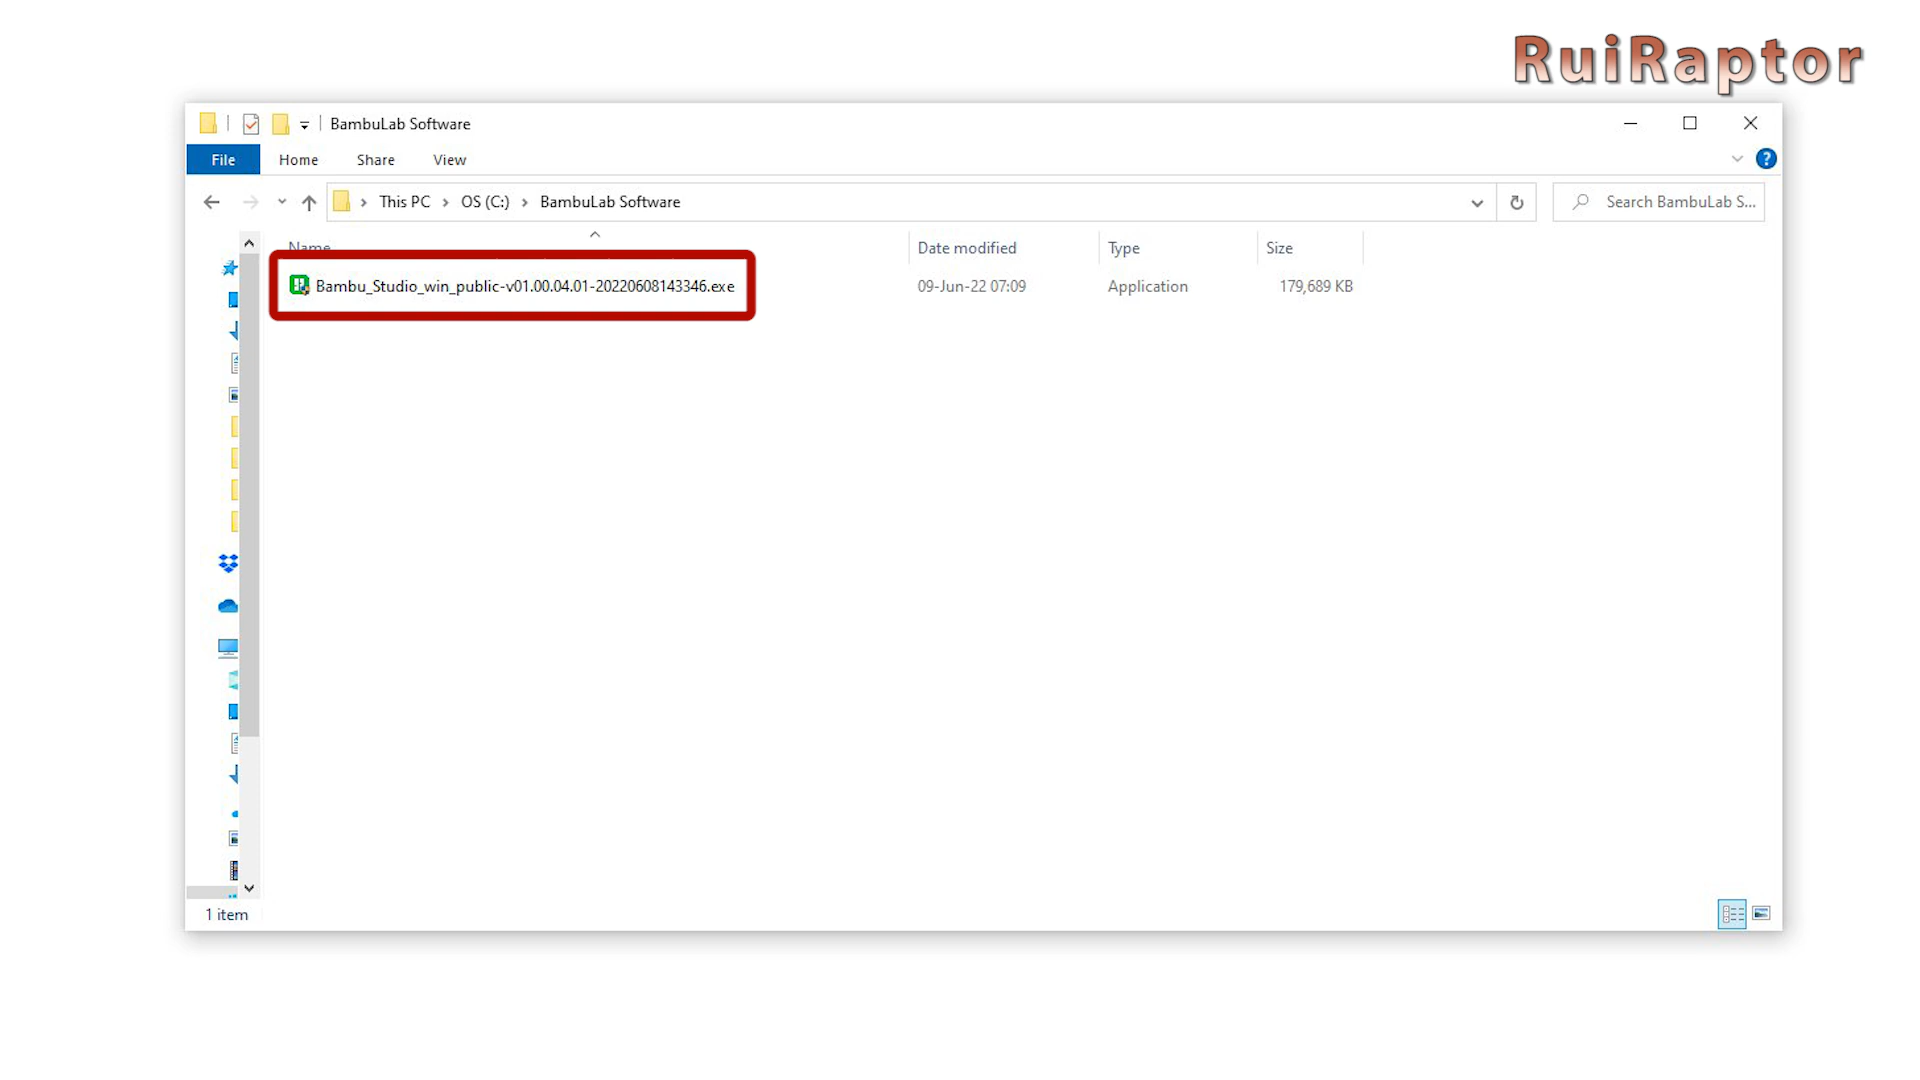 RuiRaptor
BambuLab Software
File Home Share View
This PC OS (C:) BambuLab Software Search BambuLab S...
Name Date modified Type Size
Bambu_Studio_win_public-v01.00.04.01-20220608143346.exe 09-Jun-22 07:09 Application 179,689 KB
1 item